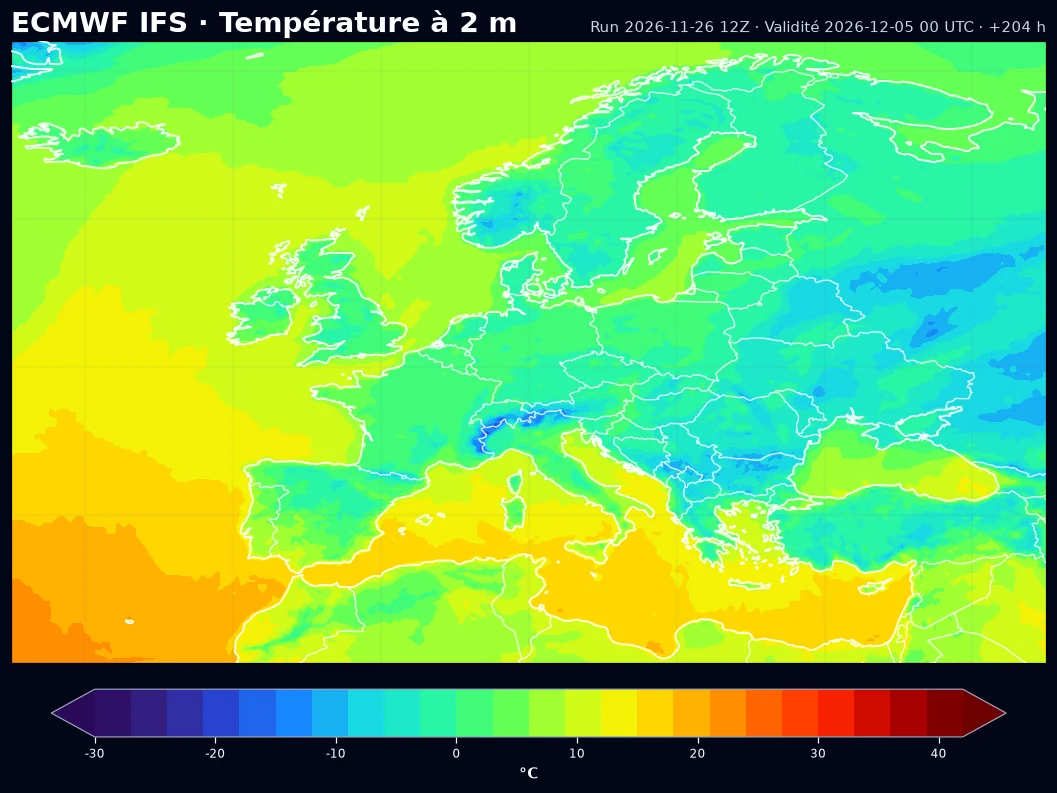 ECMWF IFS · Température à 2 m
Run 2026-11-26 12Z · Validité 2026-12-05 00 UTC · +204 h
-30 -20 -10 0 10 20 30 40
°C